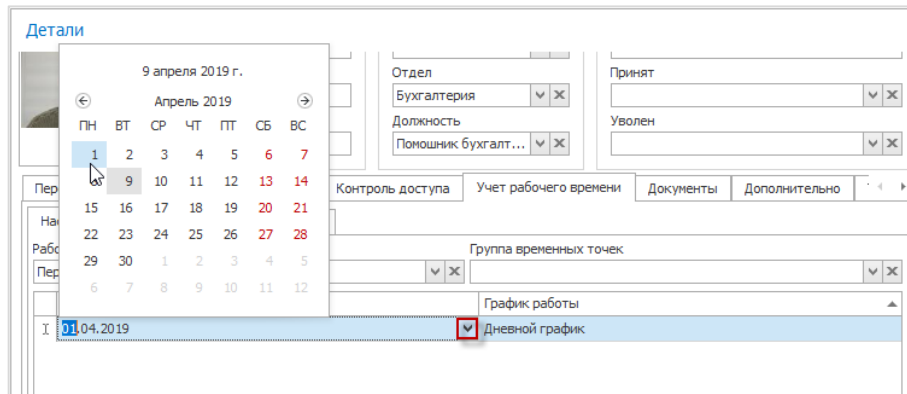 Детали
9 апреля 2019 г.
Апрель 2019
ПН ВТ СР ЧТ ПТ СБ ВС
1 2 3 4 5 6 7
9 10 11 12 13 14
15 16 17 18 19 20 21
22 23 24 25 26 27 28
29 30 1 2 3 4 5
6 7 8 9 10 11 12
Отдел
Бухгалтерия
Должность
Помошник бухгалт...
Принят
Уволен
Пер
Контроль доступа
Учет рабочего времени
Документы
Дополнительно
На
Рабо
Пер
Группа временных точек
График работы
01.04.2019
Дневной график